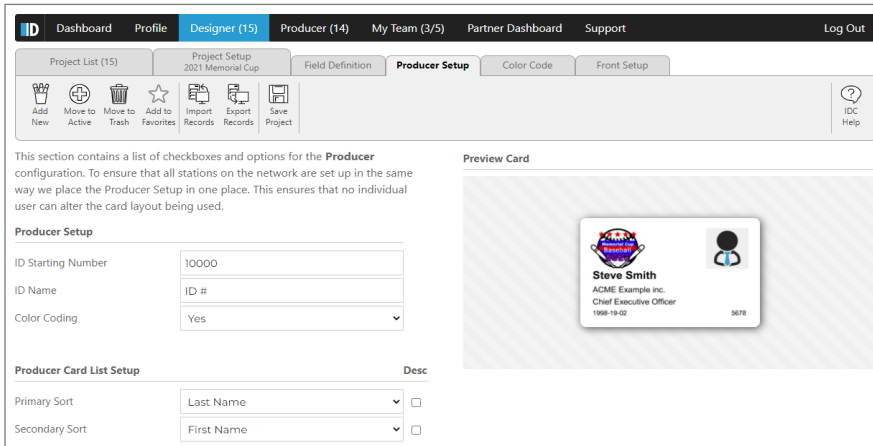 ID Dashboard Profile Designer (15) Producer (14) My Team (3/5) Partner Dashboard Support Log Out
Project List (15) Project Setup Field Definition Producer Setup Color Code Front Setup
2021 Memorial Cup
Add Move to Move to Add to Import Export Save IDC
New Active Trash Favorites Records Records Project Help
This section contains a list of checkboxes and options for the Producer
configuration. To ensure that all stations on the network are set up in the same
way we place the Producer Setup in one place. This ensures that no individual
user can alter the card layout being used.
Producer Setup
ID Starting Number 10000
ID Name ID #
Color Coding Yes
Producer Card List Setup Desc
Primary Sort Last Name
Secondary Sort First Name
Preview Card
Memorial Cup
Baseball
Steve Smith
ACME Example inc.
Chief Executive Officer
1998-19-02 5678